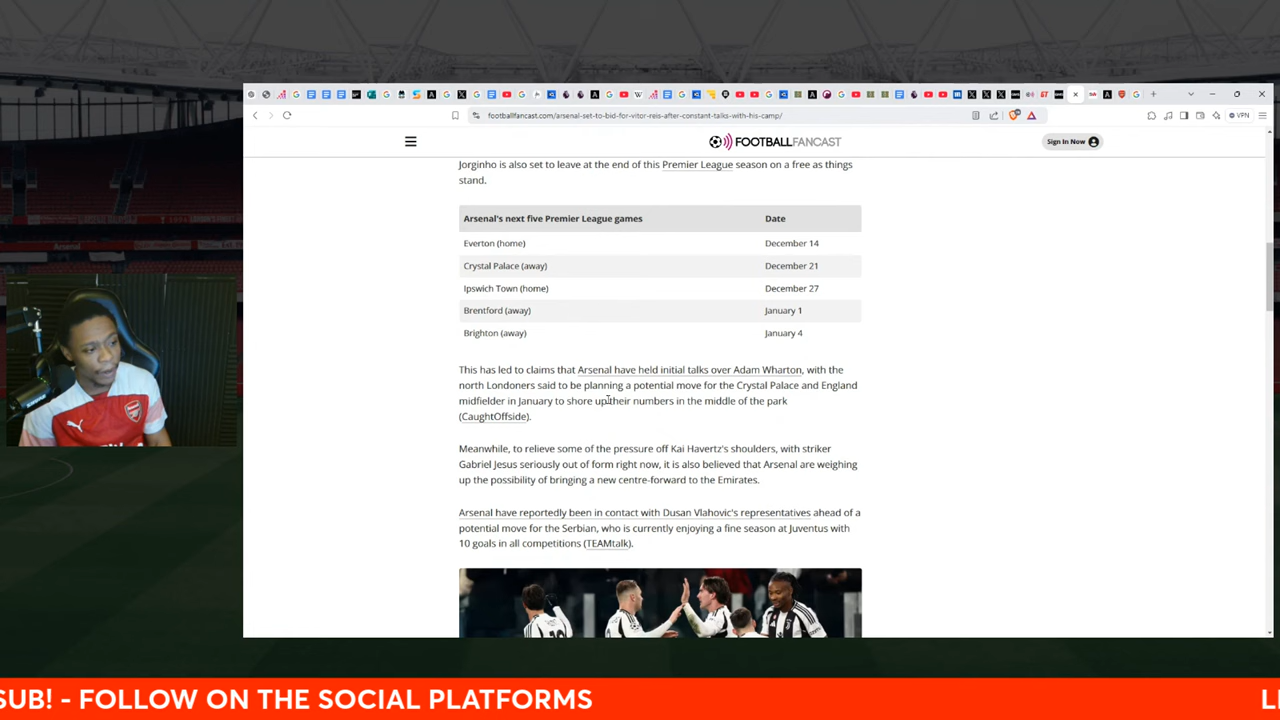 footballfancast.com/arsenal-set-to-bid-for-vitor-reis-after-constant-talks-with-his-camp/
VPN
FOOTBALLFANCAST
Sign In Now
Jorginho is also set to leave at the end of this Premier League season on a free as things
stand.
Arsenal's next five Premier League games Date
Everton (home) December 14
Crystal Palace (away) December 21
Ipswich Town (home) December 27
Brentford (away) January 1
Brighton (away) January 4
This has led to claims that Arsenal have held initial talks over Adam Wharton, with the
north Londoners said to be planning a potential move for the Crystal Palace and England
midfielder in January to shore up their numbers in the middle of the park
(CaughtOffside).
Meanwhile, to relieve some of the pressure off Kai Havertz's shoulders, with striker
Gabriel Jesus seriously out of form right now, it is also believed that Arsenal are weighing
up the possibility of bringing a new centre-forward to the Emirates.
Arsenal have reportedly been in contact with Dusan Vlahovic's representatives ahead of a
potential move for the Serbian, who is currently enjoying a fine season at Juventus with
10 goals in all competitions (TEAMtalk).
SUB! - FOLLOW ON THE SOCIAL PLATFORMS LI